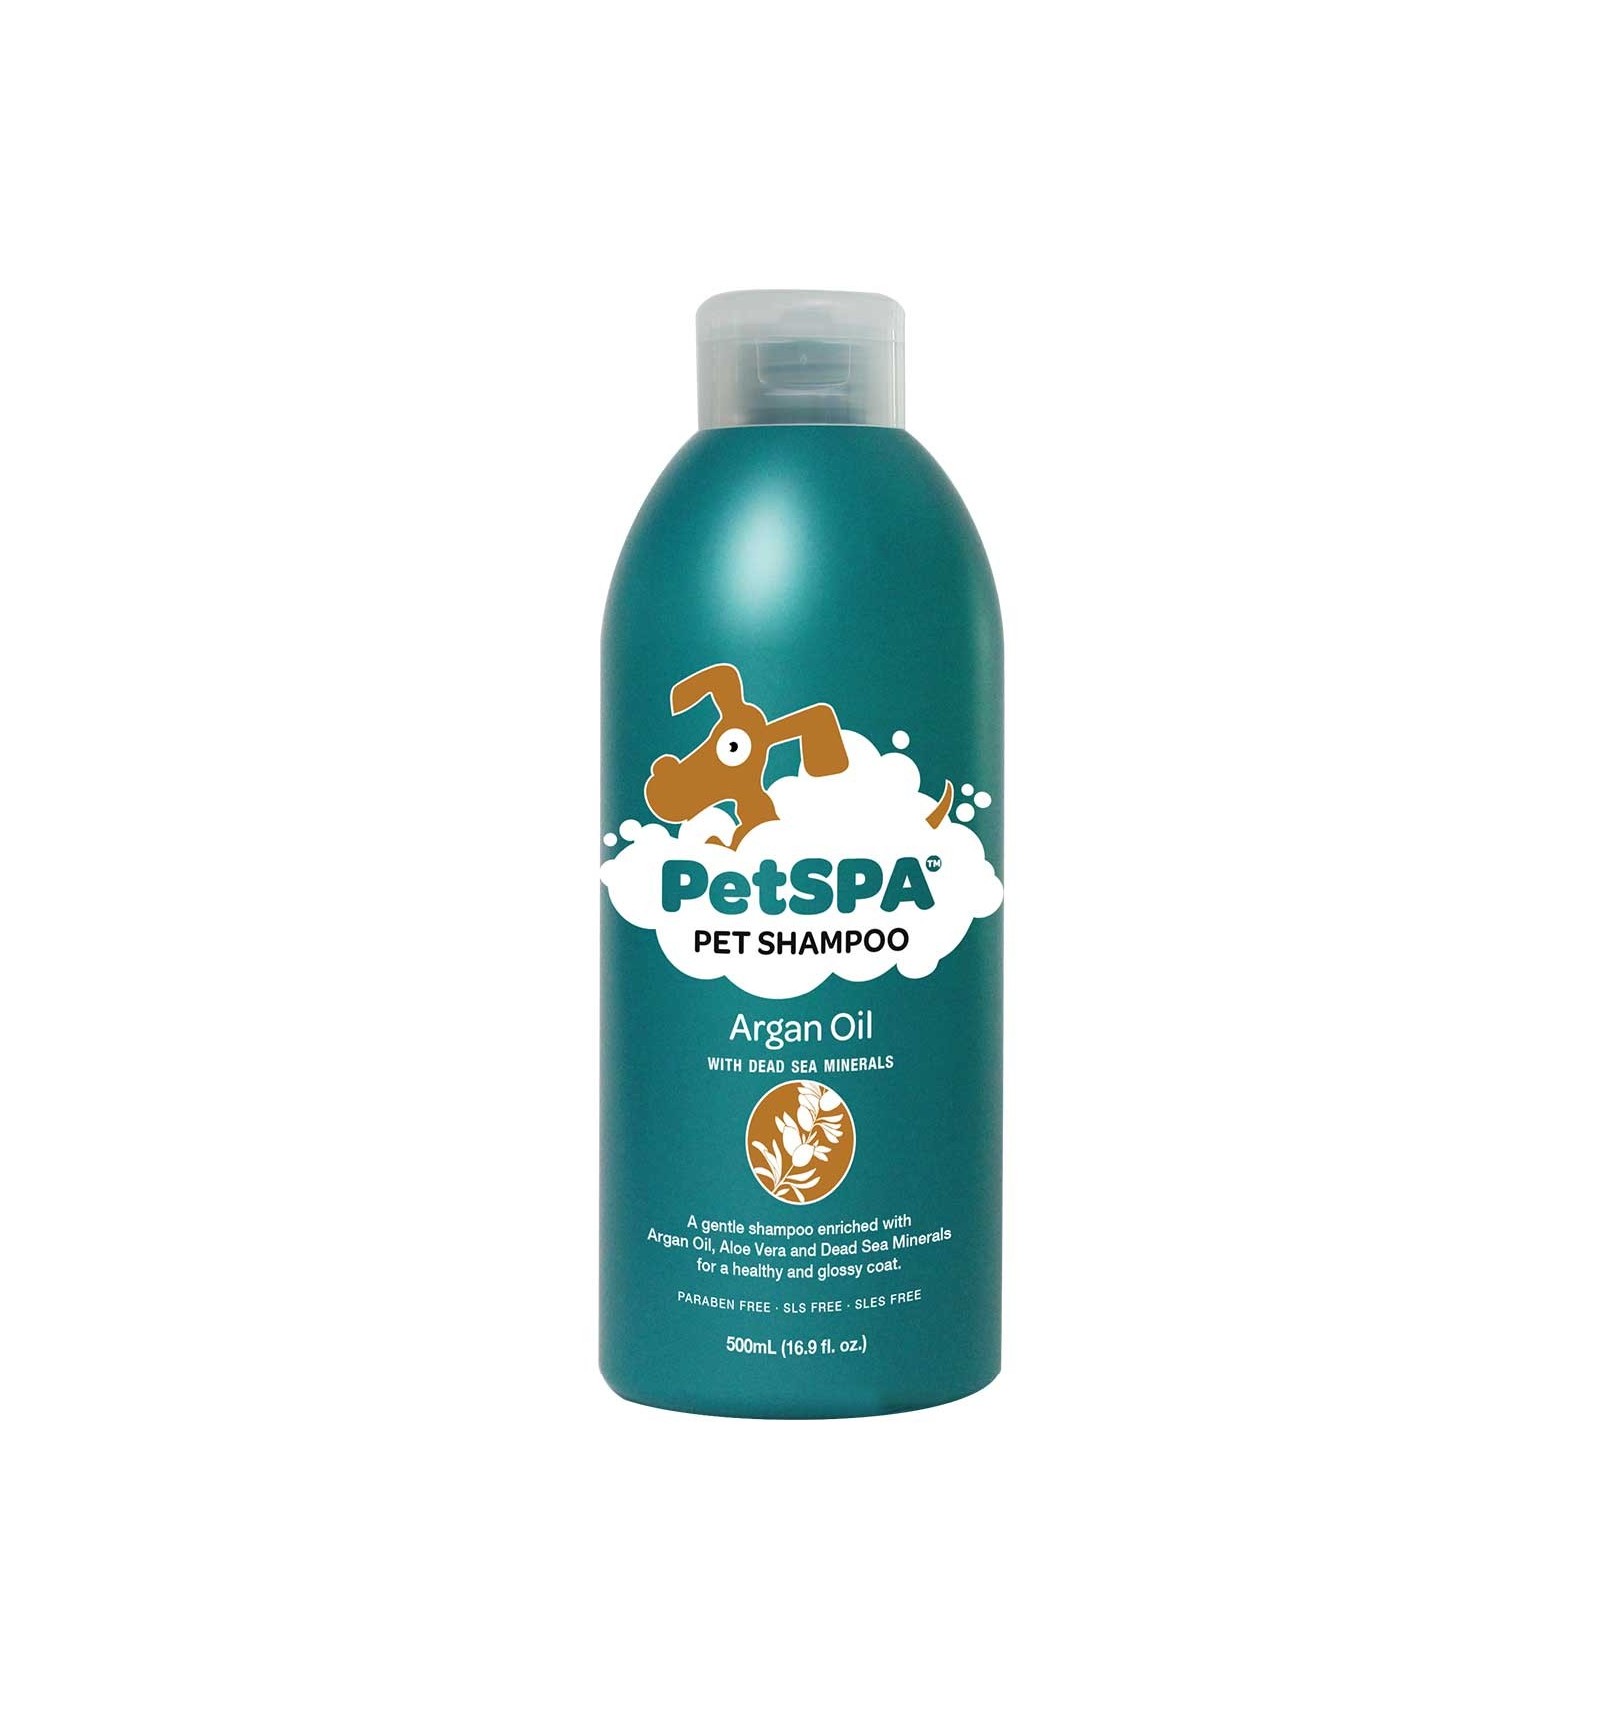 PetSPA™
PET SHAMPOO
Argan Oil
WITH DEAD SEA MINERALS
A gentle shampoo enriched with
Argan Oil, Aloe Vera and Dead Sea Minerals
for a healthy and glossy coat.
PARABEN FREE · SLS FREE · SLES FREE
500mL (16.9 fl. oz.)